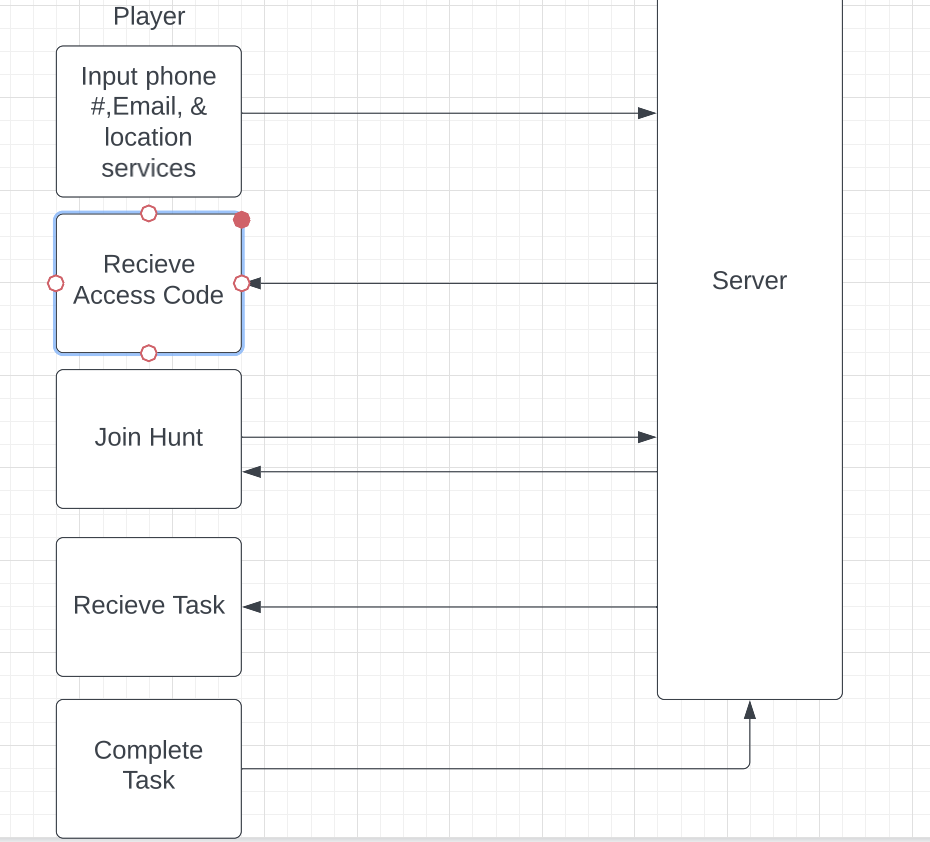 Player
Input phone
#,Email, &
location
services
Recieve
Access Code
Server
Join Hunt
Recieve Task
Complete
Task